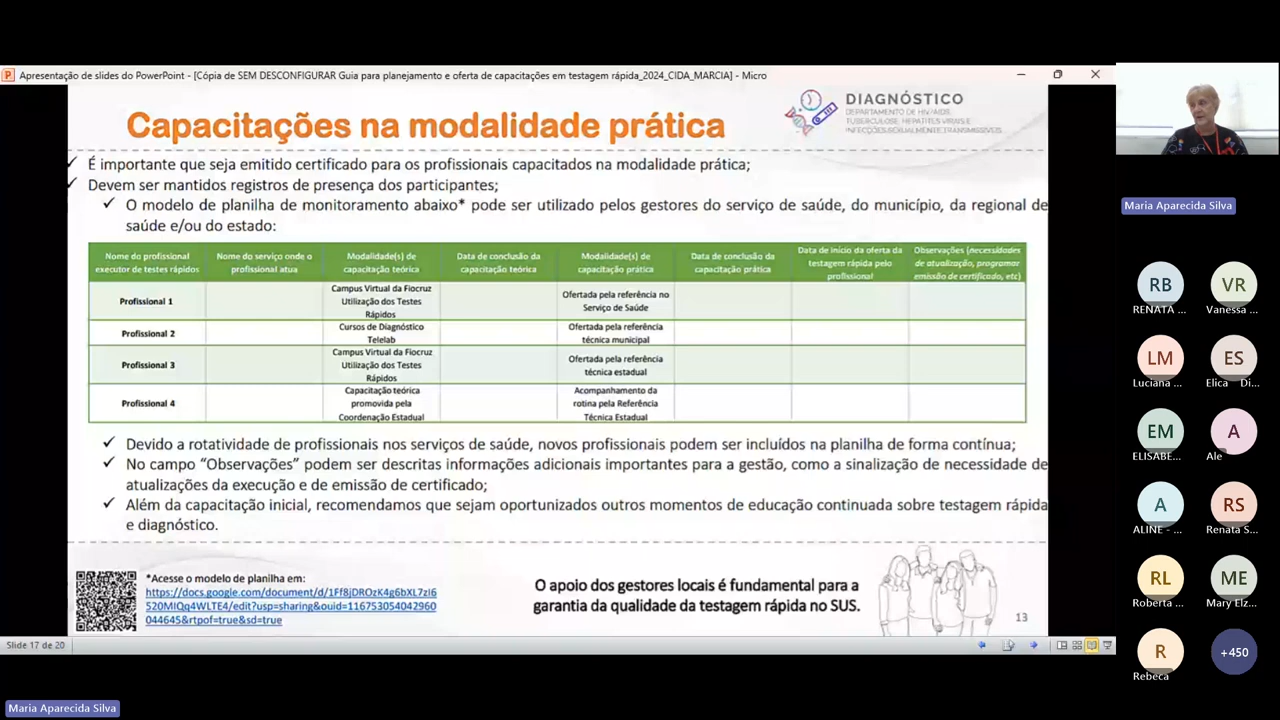 Apresentação de slides do PowerPoint - [Cópia de SEM DESCONFIGURAR Guia para planejamento e oferta de capacitações em testagem rápida_2024_CIDA_MARCIA] - Micro
Capacitações na modalidade prática
DIAGNÓSTICO
DEPARTAMENTO DE HIV/AIDS
TUBERCULOSE, HEPATITES VIRAIS E
INFECÇÕES SEXUALMENTE TRANSMISSÍVEIS
✓ É importante que seja emitido certificado para os profissionais capacitados na modalidade prática;
✓ Devem ser mantidos registros de presença dos participantes;
✓ O modelo de planilha de monitoramento abaixo* pode ser utilizado pelos gestores do serviço de saúde, do município, da regional de
saúde e/ou do estado:
Nome do profissional executor de testes rápidos | Nome do serviço onde o profissional atua | Modalidade(s) de capacitação teórica | Data de conclusão da capacitação teórica | Modalidade(s) de capacitação prática | Data de conclusão da capacitação prática | Data de início da oferta da testagem rápida pelo profissional | Observações (necessidades de atualização, programar emissão de certificado, etc)
Profissional 1 | Campus Virtual da Fiocruz Utilização dos Testes Rápidos | Ofertada pela referência no Serviço de Saúde
Profissional 2 | Cursos de Diagnóstico Telelab | Ofertada pela referência técnica municipal
Profissional 3 | Campus Virtual da Fiocruz Utilização dos Testes Rápidos | Ofertada pela referência técnica estadual
Profissional 4 | Capacitação teórica promovida pela Coordenação Estadual | Acompanhamento da rotina pela Referência Técnica Estadual
✓ Devido a rotatividade de profissionais nos serviços de saúde, novos profissionais podem ser incluídos na planilha de forma contínua;
✓ No campo “Observações” podem ser descritas informações adicionais importantes para a gestão, como a sinalização de necessidade de
atualizações da execução e de emissão de certificado;
✓ Além da capacitação inicial, recomendamos que sejam oportunizados outros momentos de educação continuada sobre testagem rápida
e diagnóstico.
*Acesse o modelo de planilha em:
https://docs.google.com/document/d/1Ff8jDROzK4g6bXL7zI6
520MIQq4WLTE4/edit?usp=sharing&ouid=116753054042960
044645&rtpof=true&sd=true
O apoio dos gestores locais é fundamental para a
garantia da qualidade da testagem rápida no SUS.
13
Slide 17 de 20
Maria Aparecida Silva
RB
RENATA ...
VR
Vanessa ...
LM
Luciana ...
ES
Elica Di...
EM
ELISABE...
A
Ale
A
ALINE - ...
RS
Renata S...
RL
Roberta ...
ME
Mary Elz...
R
Rebeca
+450
Maria Aparecida Silva